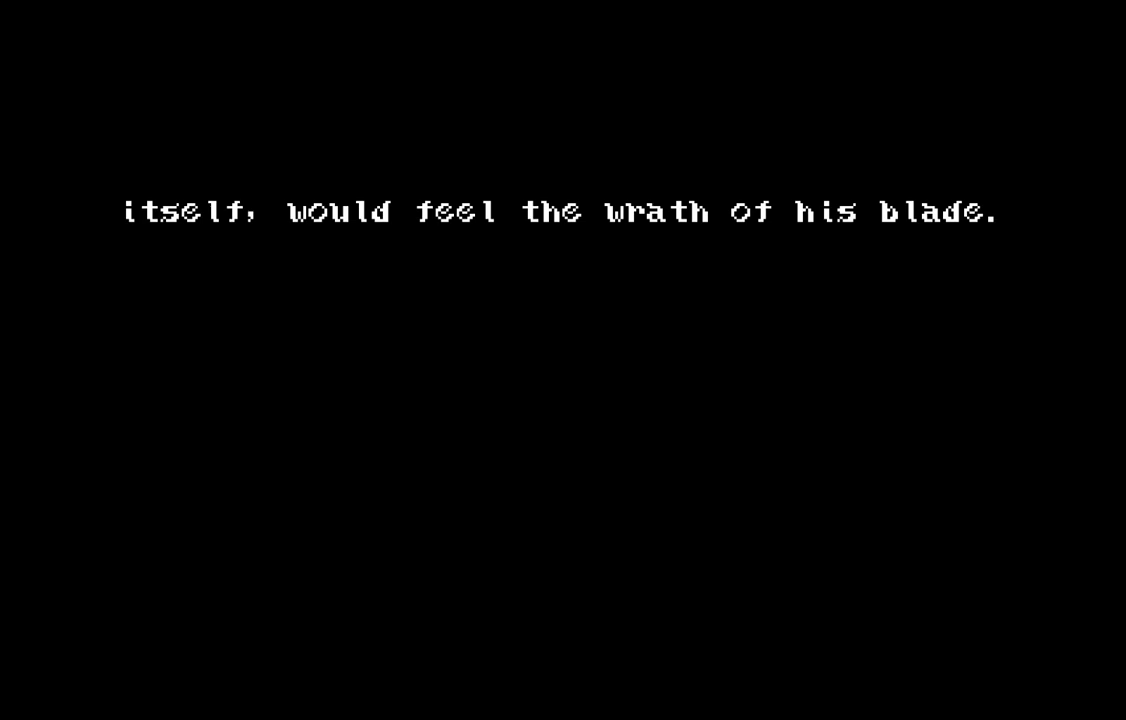 itself, would feel the wrath of his blade.